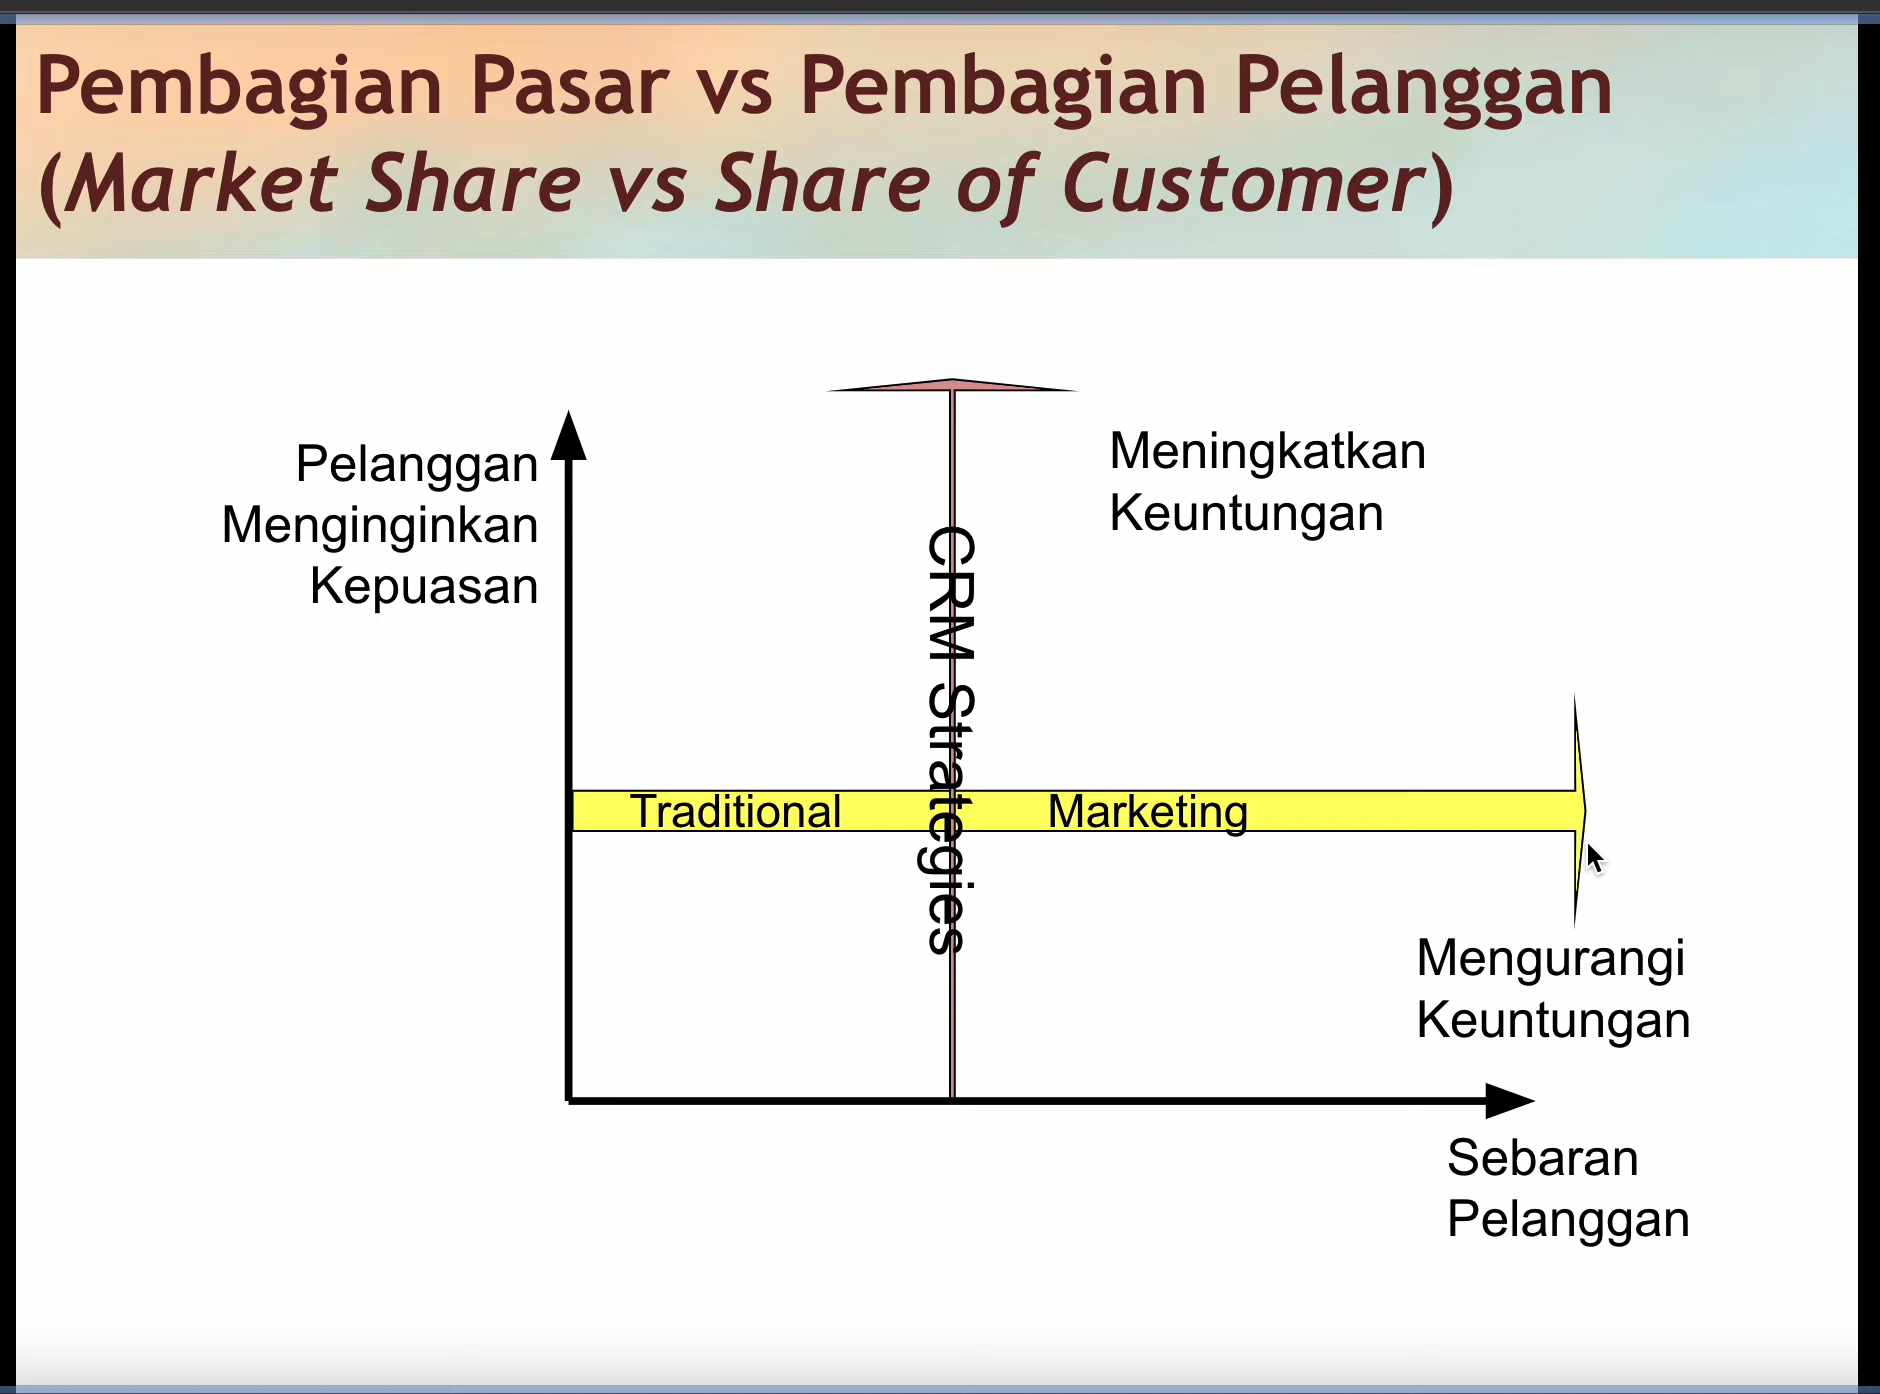 Pembagian Pasar vs Pembagian Pelanggan
(Market Share vs Share of Customer)
Pelanggan
Menginginkan
Kepuasan
Meningkatkan
Keuntungan
CRM Strategies
Traditional Marketing
Mengurangi
Keuntungan
Sebaran
Pelanggan